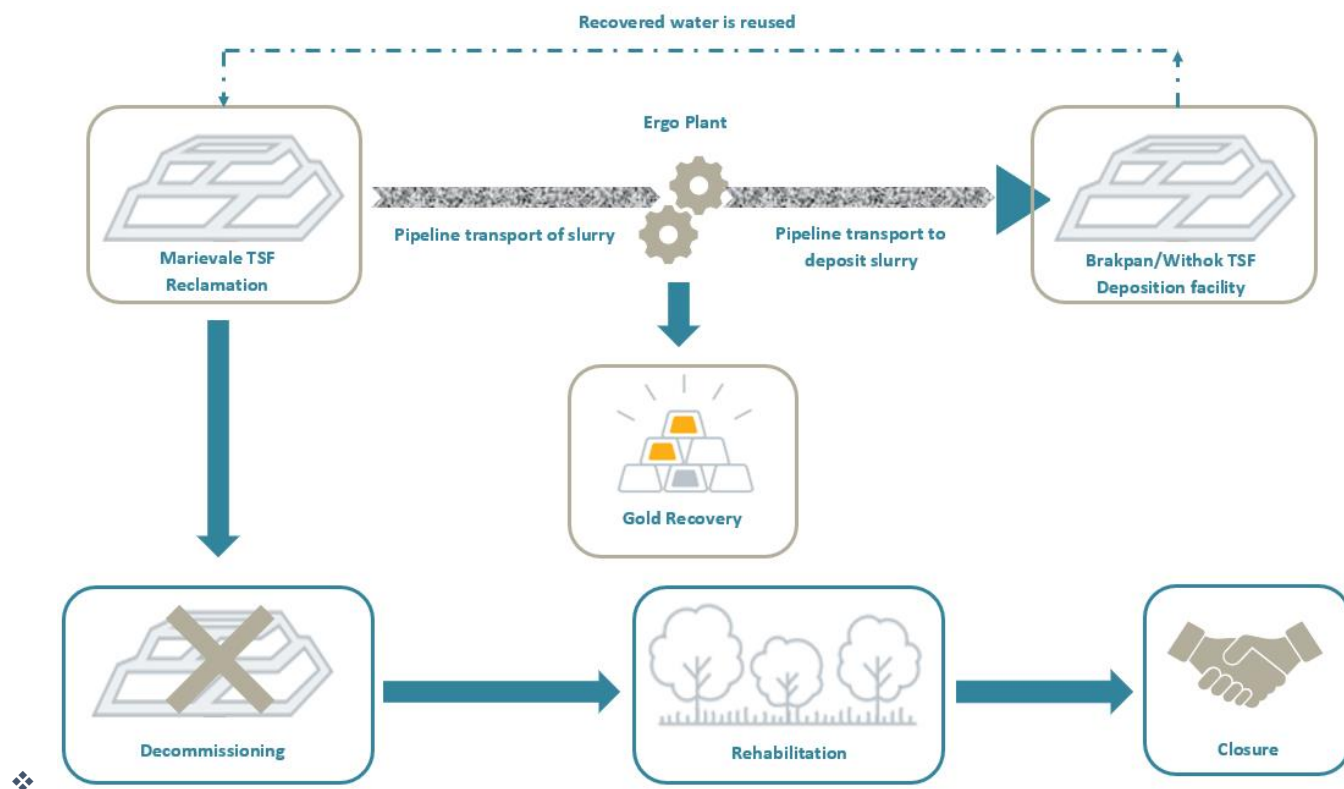 Recovered water is reused
Ergo Plant
Marievale TSF
Reclamation
Pipeline transport of slurry
Pipeline transport to
deposit slurry
Brakpan/Withok TSF
Deposition facility
Gold Recovery
Decommissioning
Rehabilitation
Closure